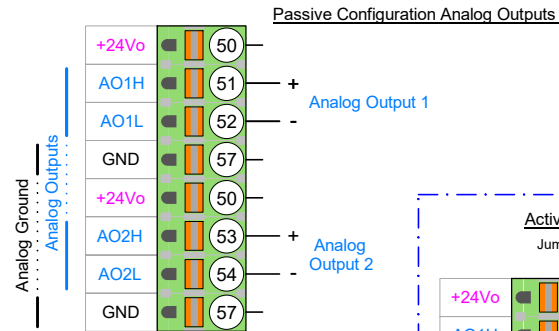 Passive Configuration Analog Outputs
+24Vo 50
AO1H 51 +
Analog Output 1
AO1L 52 -
GND 57
+24Vo 50
AO2H 53 +
Analog
Output 2
AO2L 54 -
GND 57
Analog Ground
Analog Outputs
Activ
Jum
+24Vo
AO1H